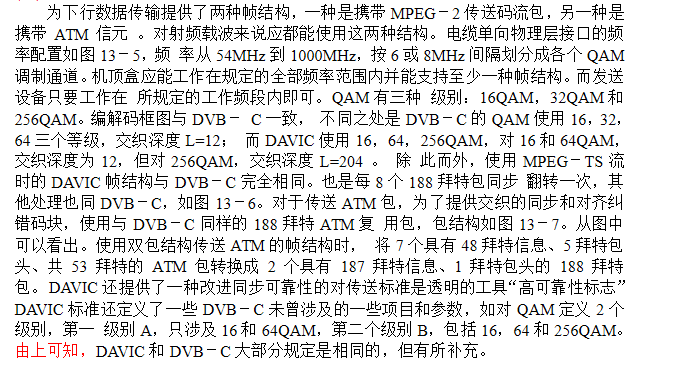 为下行数据传输提供了两种帧结构，一种是携带 MPEG－2 传送码流包，另一种是
携带 ATM 信元 。对射频载波来说应都能使用这两种结构。电缆单向物理层接口的频
率配置如图 13－5，频 率从 54MHz 到 1000MHz，按 6 或 8MHz 间隔划分成各个 QAM
调制通道。机顶盒应能工作在规定的全部频率范围内并能支持至少一种帧结构。而发送
设备只要工作在 所规定的工作频段内即可。QAM 有三种 级别：16QAM，32QAM 和
256QAM。编解码框图与 DVB－ C 一致， 不同之处是 DVB－C 的 QAM 使用 16，32，
64 三个等级，交织深度 L=12； 而 DAVIC 使用 16，64，256QAM，对 16 和 64QAM，
交织深度为 12，但对 256QAM，交织深度 L=204 。 除 此而外，使用 MPEG－TS 流
时的 DAVIC 帧结构与 DVB－C 完全相同。也是每 8 个 188 拜特包同步 翻转一次，其
他处理也同 DVB－C，如图 13－6。对于传送 ATM 包，为了提供交织的同步和对齐纠
错码块，使用与 DVB－C 同样的 188 拜特 ATM 复 用包，包结构如图 13－7。从图中
可以看出。使用双包结构传送 ATM 的帧结构时， 将 7 个具有 48 拜特信息、5 拜特包
头、共 53 拜特的 ATM 包转换成 2 个具有 187 拜特信息、1 拜特包头的 188 拜特
包。DAVIC 还提供了一种改进同步可靠性的对传送标准是透明的工具“高可靠性标志”
DAVIC 标准还定义了一些 DVB－C 未曾涉及的一些项目和参数，如对 QAM 定义 2 个
级别，第一 级别 A，只涉及 16 和 64QAM，第二个级别 B，包括 16，64 和 256QAM。
由上可知，DAVIC 和 DVB－C 大部分规定是相同的，但有所补充。